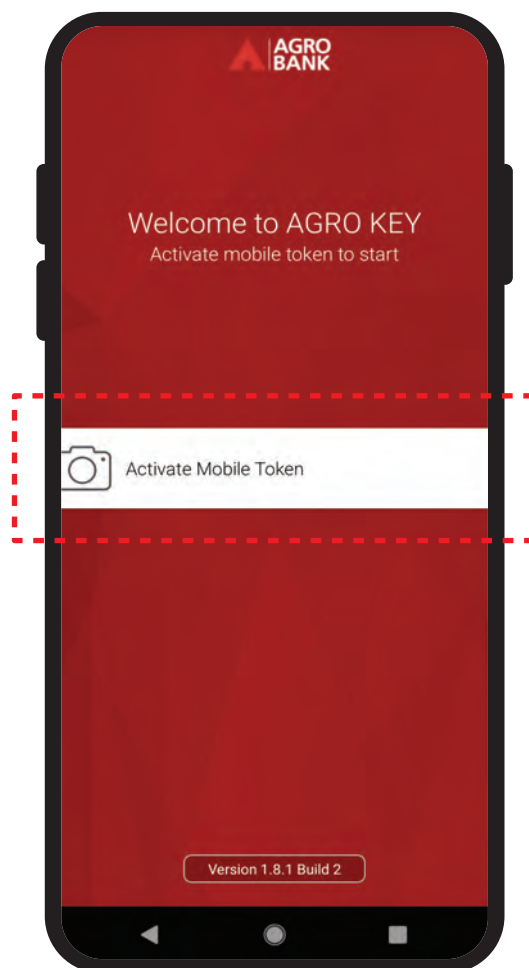 AGRO
BANK
Welcome to AGRO KEY
Activate mobile token to start
Activate Mobile Token
Version 1.8.1 Build 2